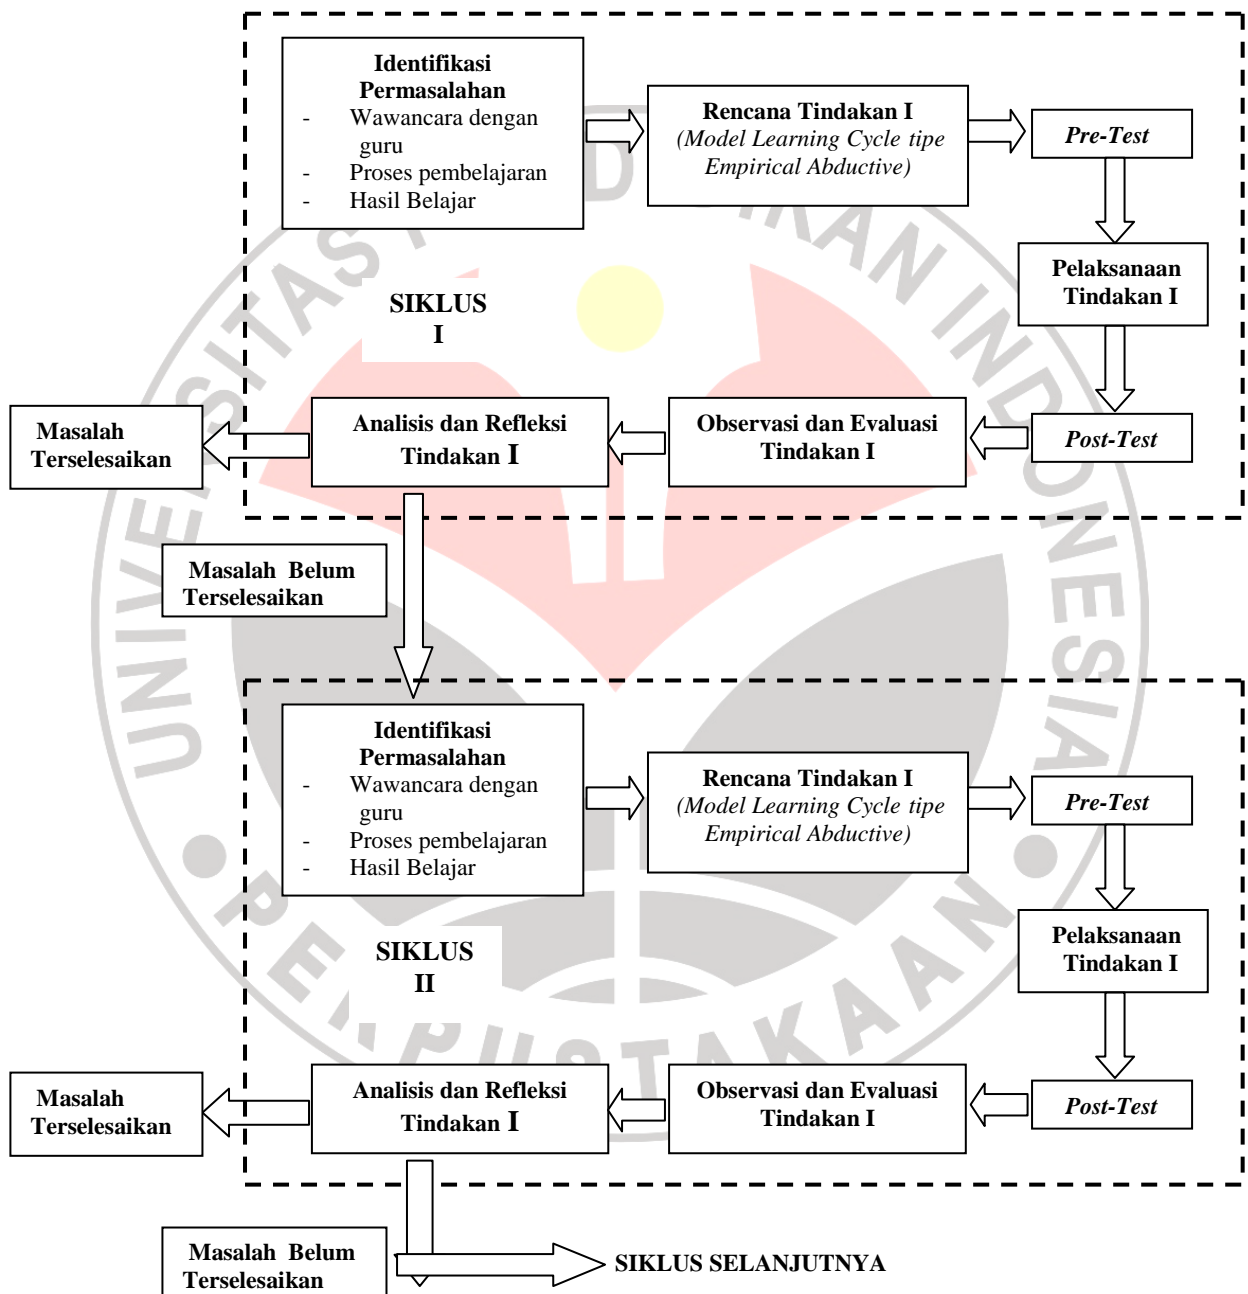 Identifikasi
Permasalahan
- Wawancara dengan
guru
- Proses pembelajaran
- Hasil Belajar
Rencana Tindakan I
(Model Learning Cycle tipe
Empirical Abductive)
Pre-Test
Pelaksanaan
Tindakan I
SIKLUS
I
Post-Test
Observasi dan Evaluasi
Tindakan I
Analisis dan Refleksi
Tindakan I
Masalah
Terselesaikan
Masalah Belum
Terselesaikan
Identifikasi
Permasalahan
- Wawancara dengan
guru
- Proses pembelajaran
- Hasil Belajar
Rencana Tindakan I
(Model Learning Cycle tipe
Empirical Abductive)
Pre-Test
Pelaksanaan
Tindakan I
SIKLUS
II
Post-Test
Observasi dan Evaluasi
Tindakan I
Analisis dan Refleksi
Tindakan I
Masalah
Terselesaikan
Masalah Belum
Terselesaikan
SIKLUS SELANJUTNYA
UNIVERSITAS INDONESIA
PERPUSTAKAAN